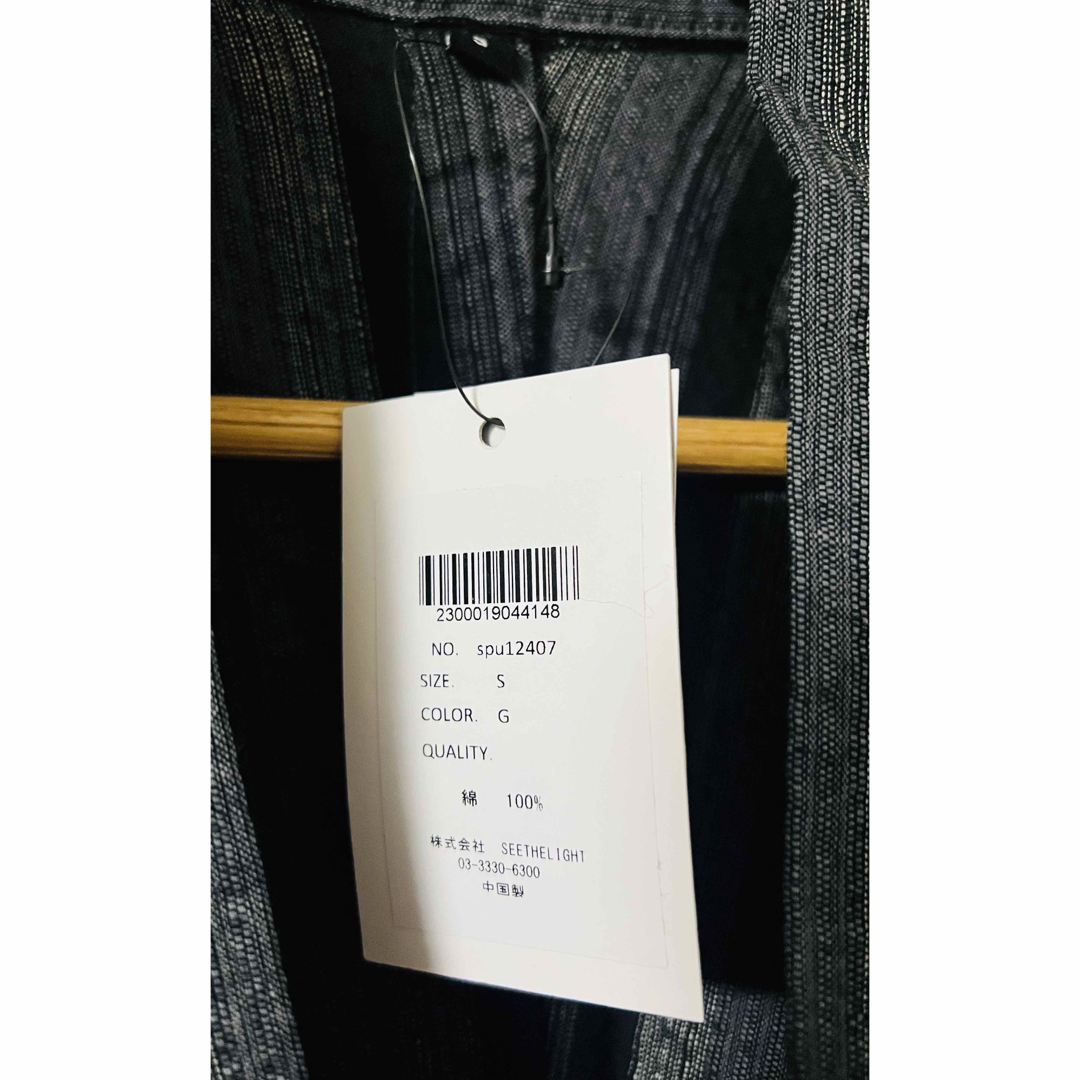 2300019044148
NO. spu12407
SIZE. S
COLOR. G
QUALITY.
綿 100%
株式会社 SEETHELIGHT
03-3330-6300
中国製